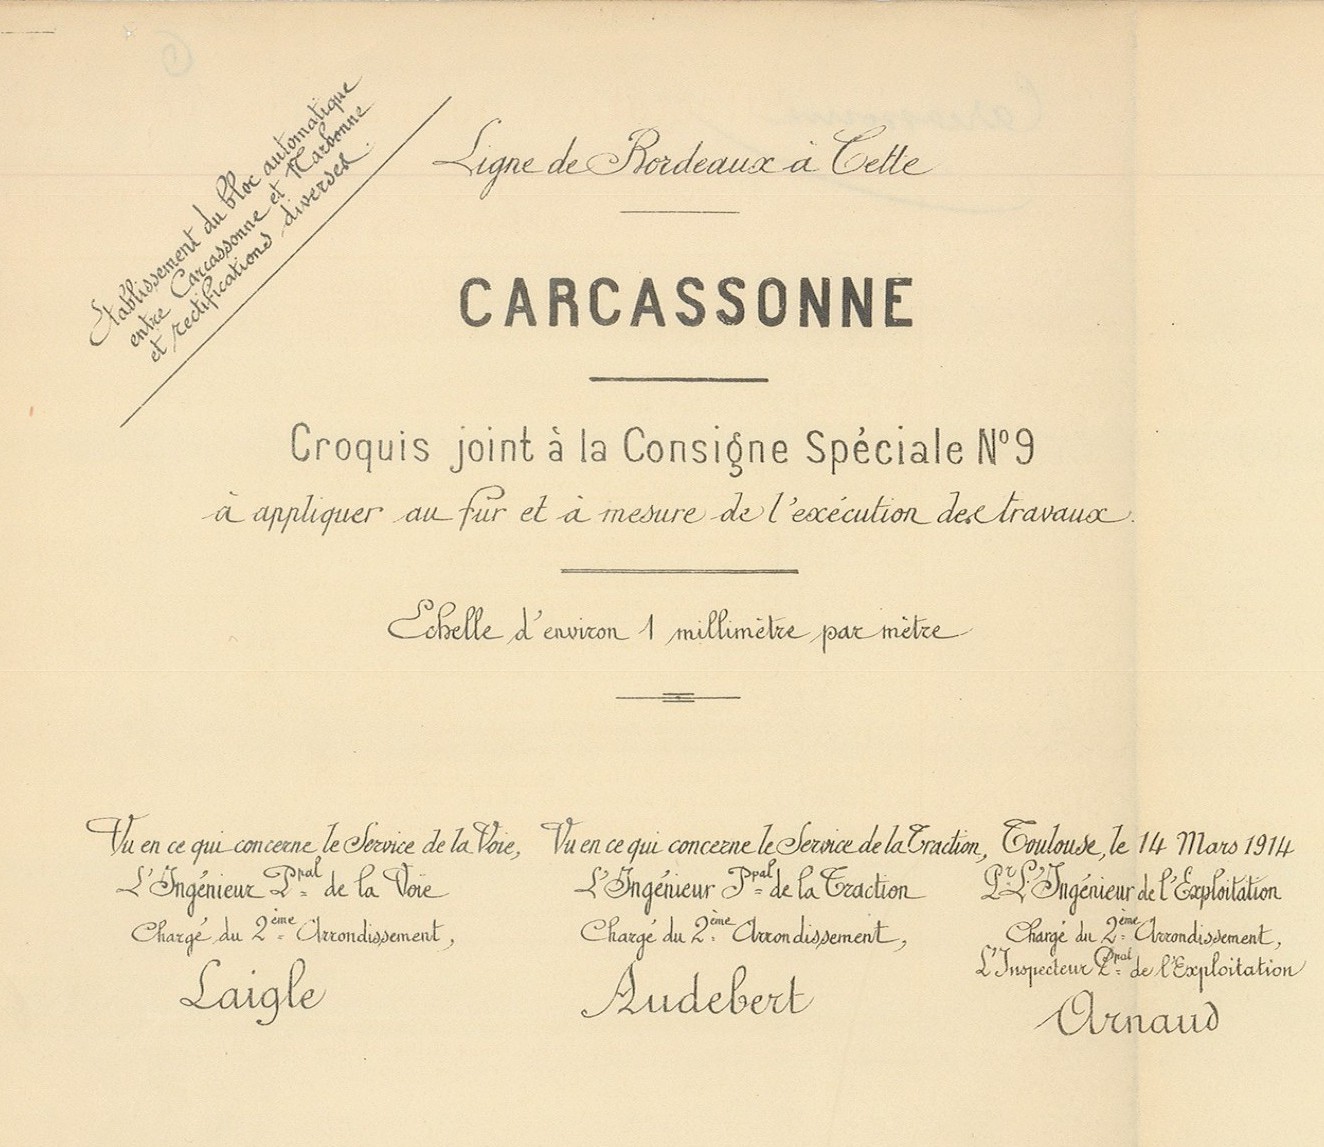 Établissement du bloc automatique
entre Carcassonne et Narbonne
et rectifications diverses.
Ligne de Bordeaux à Cette
CARCASSONNE
Croquis joint à la Consigne Spéciale Nº 9
à appliquer au fur et à mesure de l'exécution des travaux.
Echelle d'environ 1 millimètre par mètre
Vu en ce qui concerne le Service de la Voie,
L'Ingénieur Ppal de la Voie
Chargé du 2ème Arrondissement,
Laigle
Vu en ce qui concerne le Service de la Traction,
L'Ingénieur Ppal de la Traction
Chargé du 2ème Arrondissement,
Audebert
Toulouse, le 14 Mars 1914
Pr L'Ingénieur de l'Exploitation
Chargé du 2ème Arrondissement,
L'Inspecteur Ppal de l'Exploitation
Arnaud